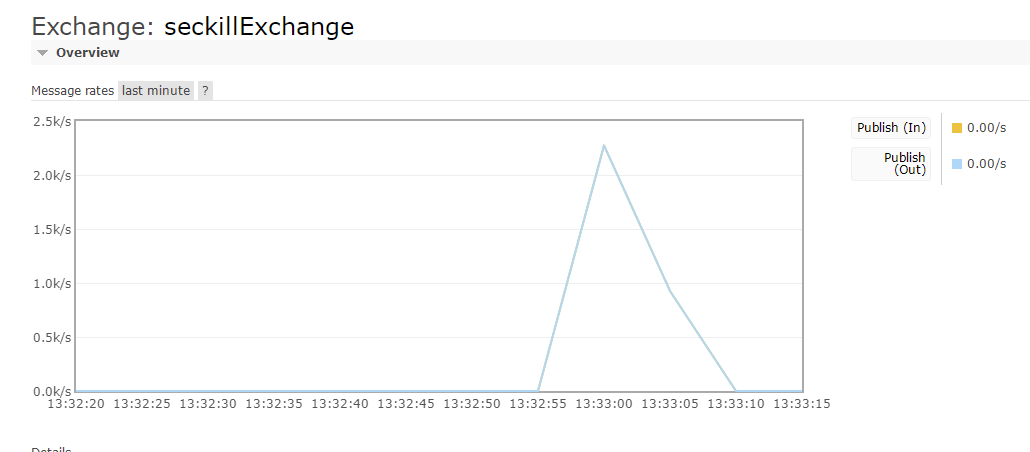 Exchange: seckillExchange
Overview
Message rates last minute ?
2.5k/s
2.0k/s
1.5k/s
1.0k/s
0.5k/s
0.0k/s
13:32:20 13:32:25 13:32:30 13:32:35 13:32:40 13:32:45 13:32:50 13:32:55 13:33:00 13:33:05 13:33:10 13:33:15
Publish (In) 0.00/s
Publish
(Out) 0.00/s
Details